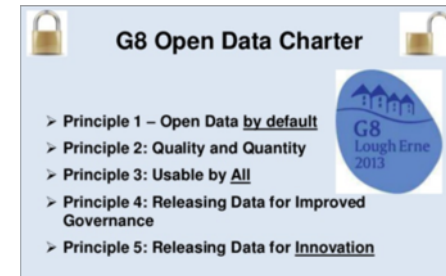 G8 Open Data Charter
➢ Principle 1 – Open Data by default
➢ Principle 2: Quality and Quantity
➢ Principle 3: Usable by All
➢ Principle 4: Releasing Data for Improved
Governance
➢ Principle 5: Releasing Data for Innovation
G8
Lough Erne
2013